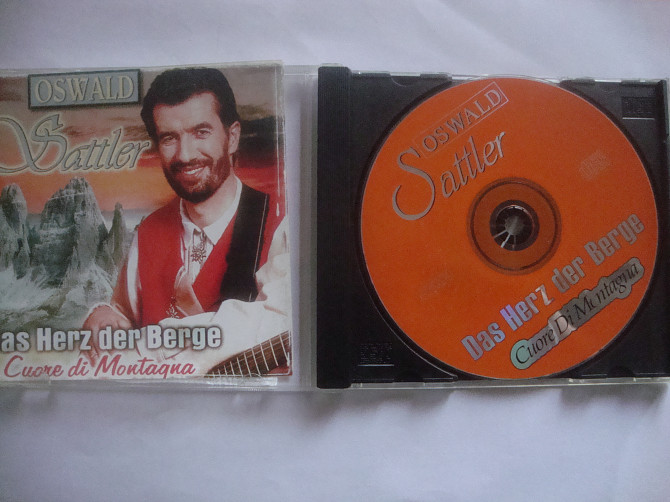 OSWALD
Sattler
as Herz der Berge
Cuore di Montagna
OSWALD
Sattler
Das Herz der Berge
Cuore Di Montagna